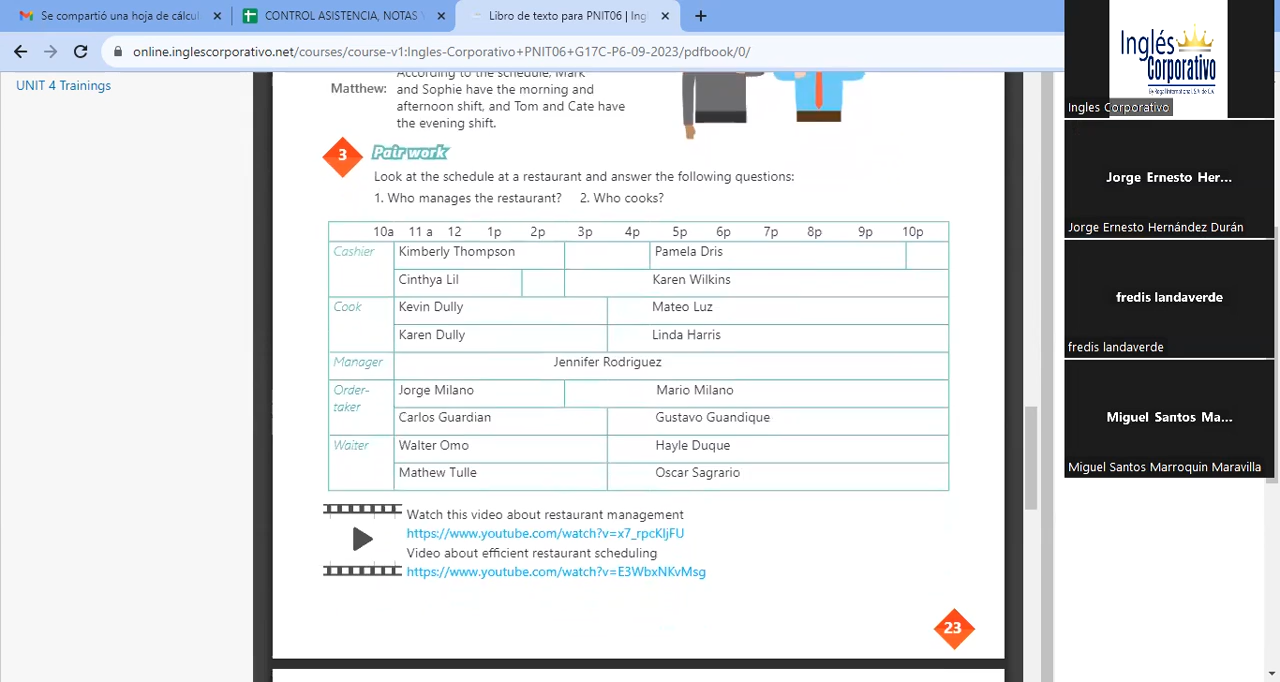 Se compartió una hoja de cálcul
CONTROL ASISTENCIA, NOTAS Y
Libro de texto para PNIT06 | Ingl
online.inglescorporativo.net/courses/course-v1:Ingles-Corporativo+PNIT06+G17C-P6-09-2023/pdfbook/0/
UNIT 4 Trainings
According to the schedule, Mark
Matthew: and Sophie have the morning and
afternoon shift, and Tom and Cate have
the evening shift.
3 Pair work
Look at the schedule at a restaurant and answer the following questions:
1. Who manages the restaurant? 2. Who cooks?
10a 11 a 12 1p 2p 3p 4p 5p 6p 7p 8p 9p 10p
Cashier Kimberly Thompson Pamela Dris
Cinthya Lil Karen Wilkins
Cook Kevin Dully Mateo Luz
Karen Dully Linda Harris
Manager Jennifer Rodriguez
Order- Jorge Milano Mario Milano
taker
Carlos Guardian Gustavo Guandique
Waiter Walter Omo Hayle Duque
Mathew Tulle Oscar Sagrario
Watch this video about restaurant management
https://www.youtube.com/watch?v=x7_rpcKljFU
Video about efficient restaurant scheduling
https://www.youtube.com/watch?v=E3WbxNKvMsg
23
Inglés
Corporativo
Ingles Corporativo
Jorge Ernesto Her...
Jorge Ernesto Hernández Durán
fredis landaverde
fredis landaverde
Miguel Santos Ma...
Miguel Santos Marroquin Maravilla